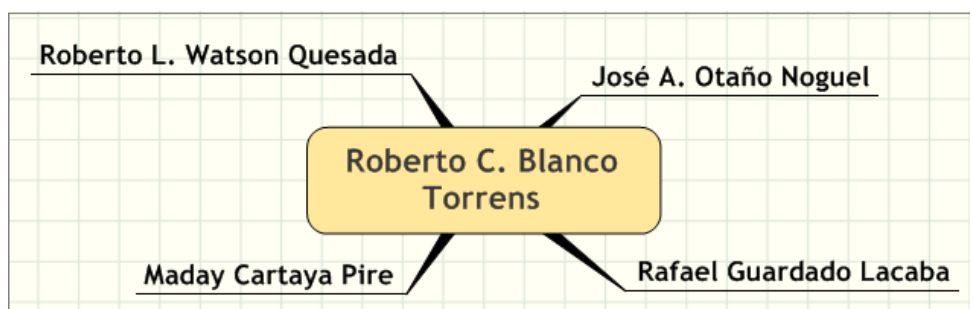 Roberto L. Watson Quesada
José A. Otaño Noguel
Roberto C. Blanco
Torrens
Maday Cartaya Pire
Rafael Guardado Lacaba